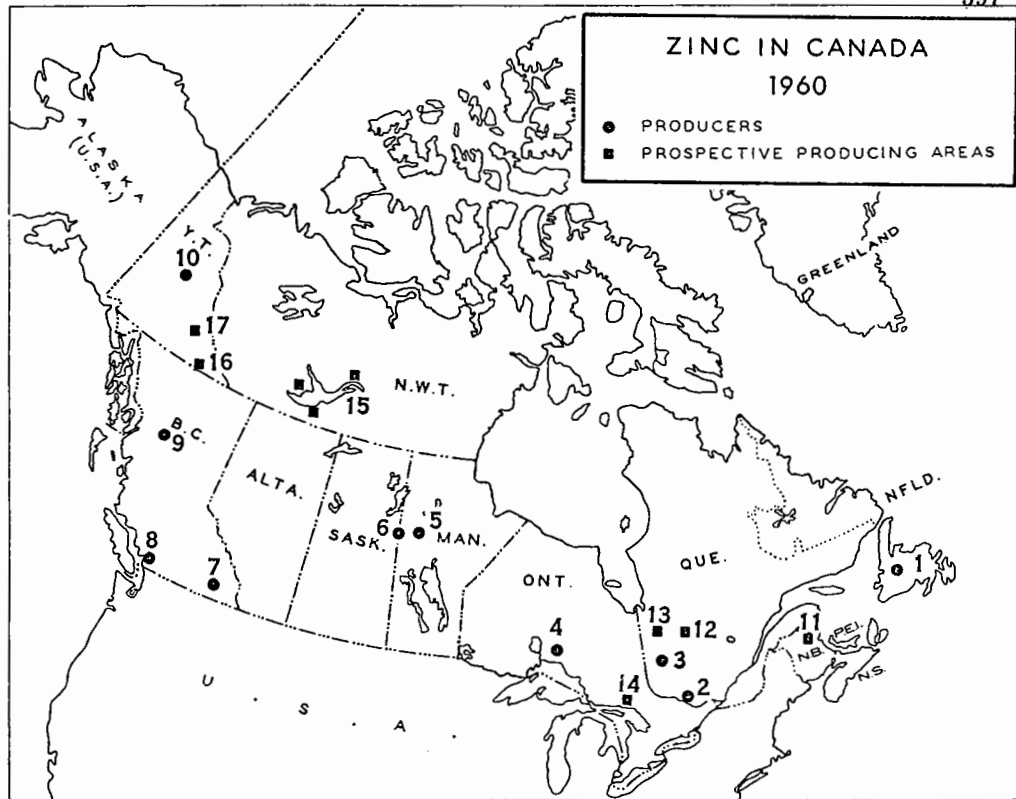 ZINC IN CANADA
1960
PRODUCERS
PROSPECTIVE PRODUCING AREAS
ALASKA
(U.S.A.)
GREENLAND
Y.T.
10
17
16
N.W.T.
15
B.C.
9
ALTA.
NFLD.
6
5
SASK.
MAN.
QUE.
8
7
ONT.
1
13
12
11
P.E.I.
4
N.B.
3
N.S.
14
2
U. S. A.